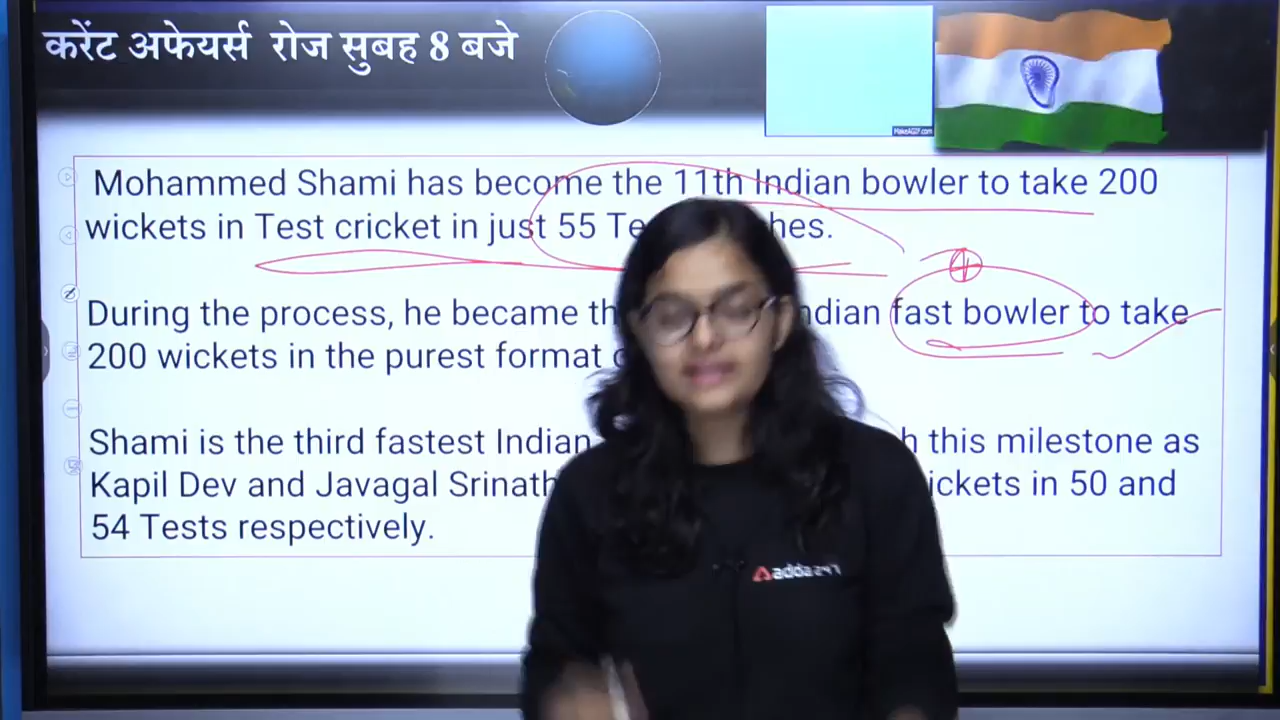 करेंट अफेयर्स रोज सुबह 8 बजे
MakeAGIF.com
Mohammed Shami has become the 11th Indian bowler to take 200
wickets in Test cricket in just 55 Te hes.
During the process, he became th ndian fast bowler to take
200 wickets in the purest format
Shami is the third fastest Indian h this milestone as
Kapil Dev and Javagal Srinath ickets in 50 and
54 Tests respectively.
adda247